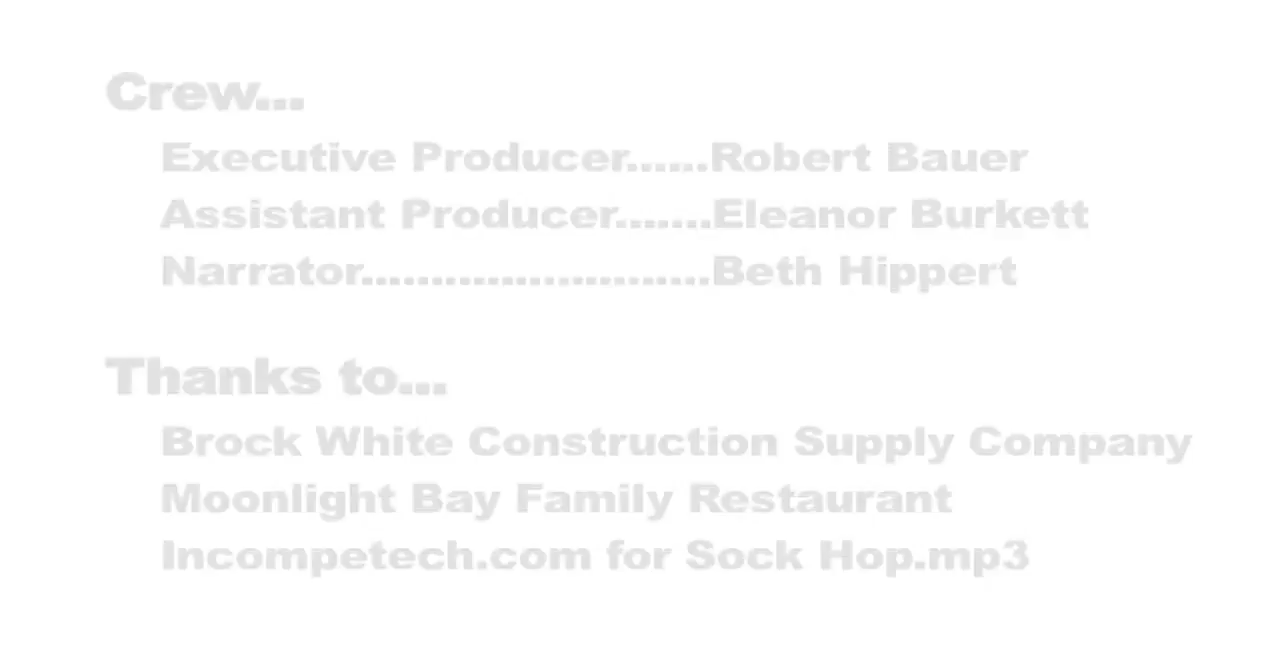 Crew...
Executive Producer......Robert Bauer
Assistant Producer.......Eleanor Burkett
Narrator.........................Beth Hippert
Thanks to...
Brock White Construction Supply Company
Moonlight Bay Family Restaurant
Incompetech.com for Sock Hop.mp3